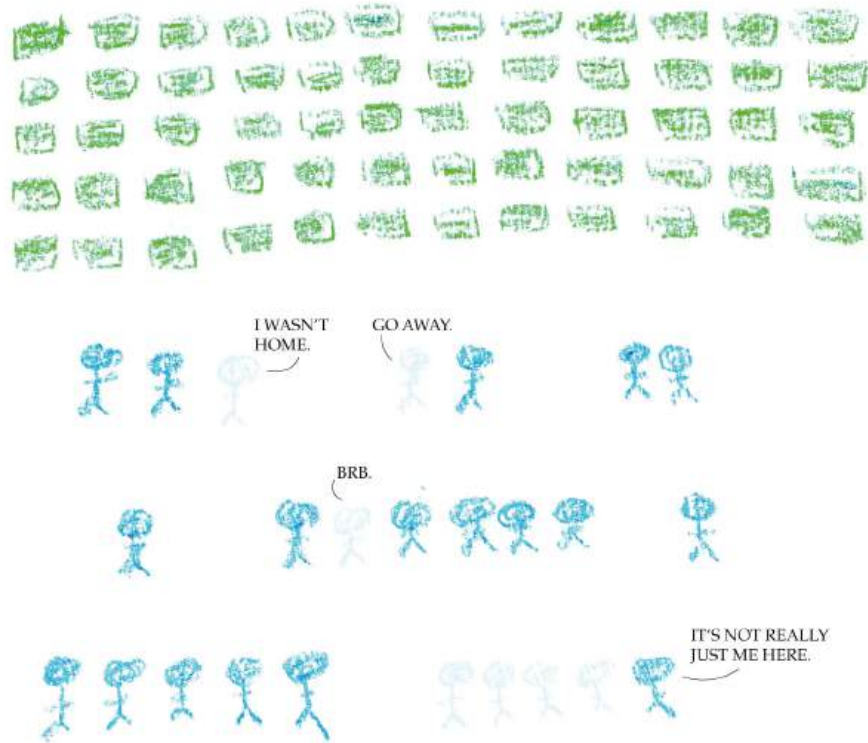 I WASN'T
HOME.
GO AWAY.
BRB.
IT'S NOT REALLY
JUST ME HERE.